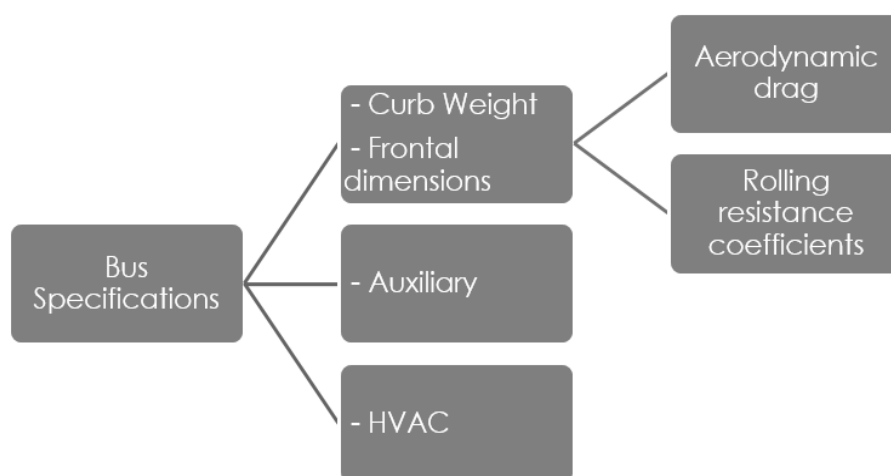 Bus
Specifications
- Curb Weight
- Frontal
dimensions
- Auxiliary
- HVAC
Aerodynamic
drag
Rolling
resistance
coefficients